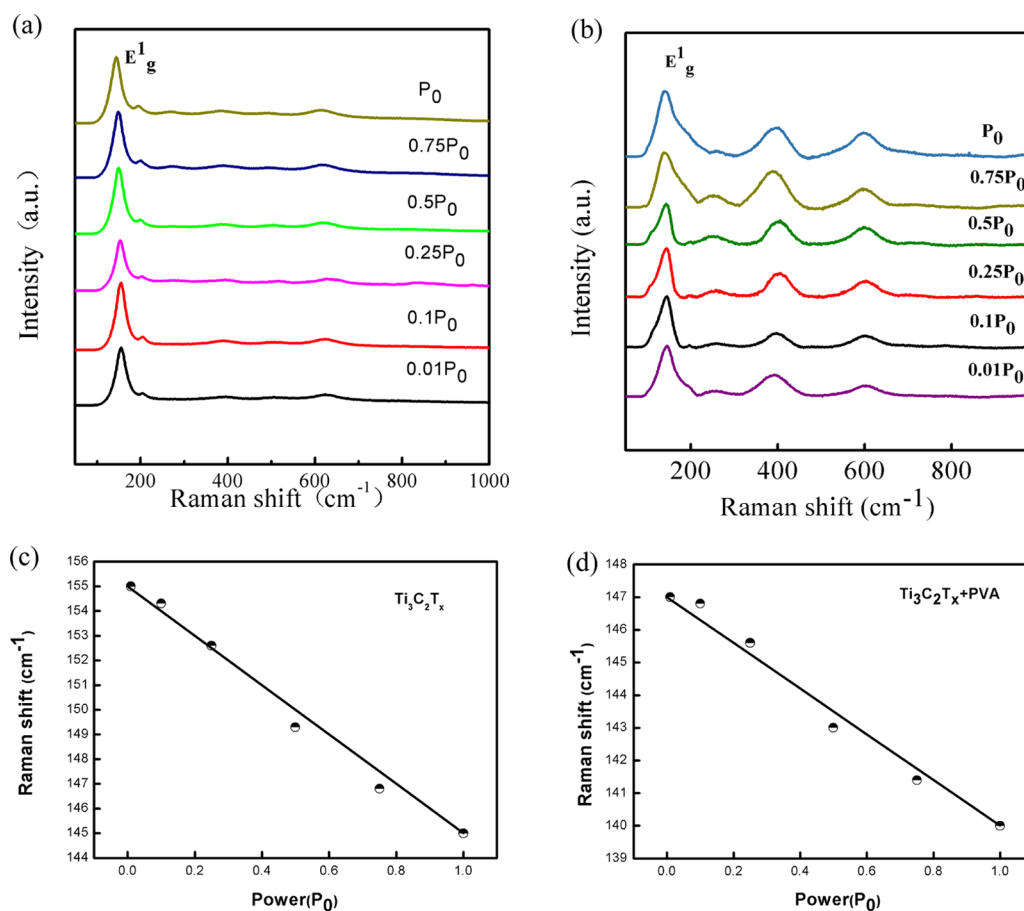 (a)
E¹g
P₀
0.75P₀
0.5P₀
0.25P₀
0.1P₀
0.01P₀
Intensity (a.u.)
200 400 600 800 1000
Raman shift (cm⁻¹)
(b)
E¹g
P₀
0.75P₀
0.5P₀
0.25P₀
0.1P₀
0.01P₀
Intensity (a.u.)
200 400 600 800
Raman shift (cm⁻¹)
(c)
156
155
154
153
152
151
150
149
148
147
146
145
144
Ti₃C₂Tₓ
Raman shift (cm⁻¹)
0.0 0.2 0.4 0.6 0.8 1.0
Power(P₀)
(d)
148
147
146
145
144
143
142
141
140
139
Ti₃C₂Tₓ+PVA
Raman shift (cm⁻¹)
0.0 0.2 0.4 0.6 0.8 1.0
Power(P₀)